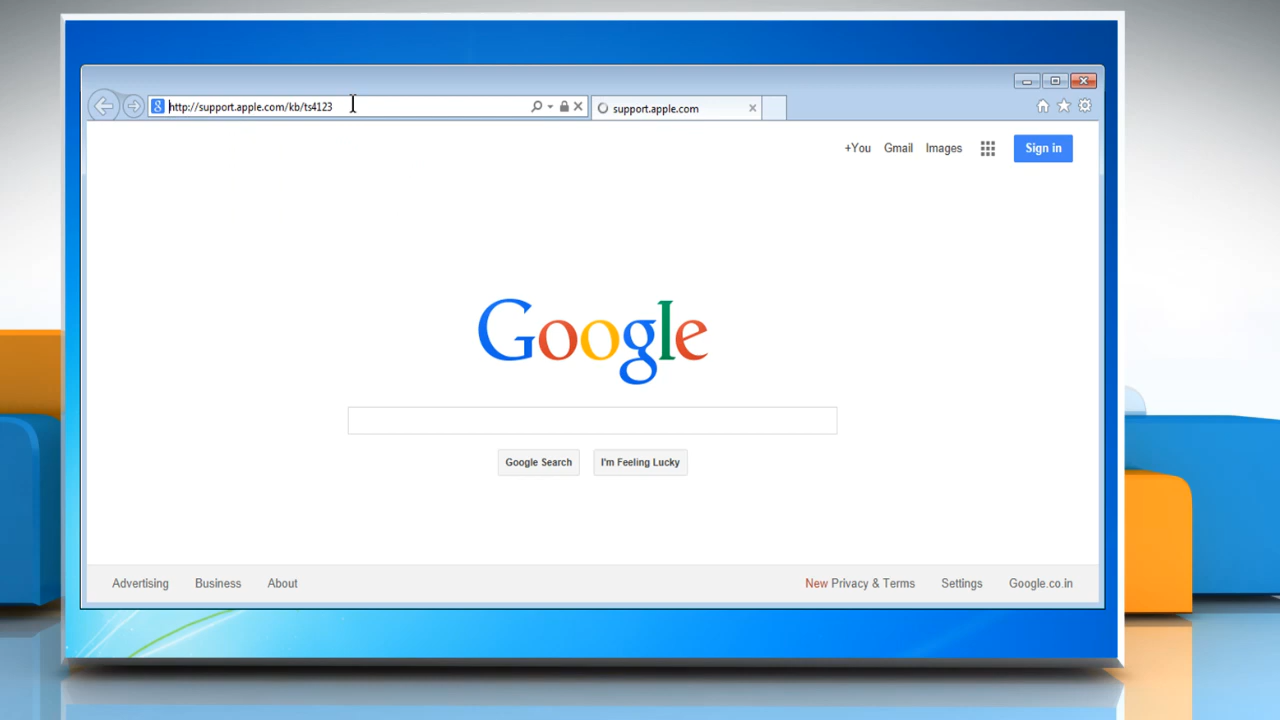 http://support.apple.com/kb/ts4123
support.apple.com
+You Gmail Images Sign in
Google
Google Search I'm Feeling Lucky
Advertising Business About New Privacy & Terms Settings Google.co.in